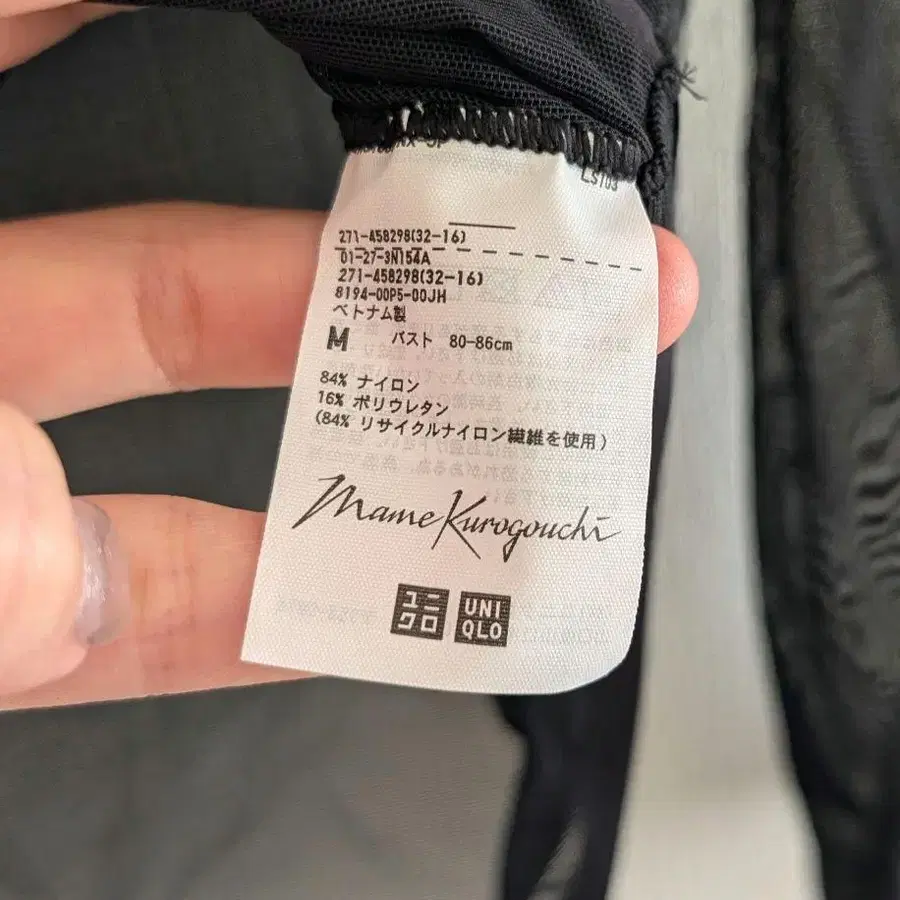 LS103
271-458298(32-16)
01-27-3N154A
271-458298(32-16)
8194-00P5-00JH
ベトナム製
M バスト 80-86cm
84% ナイロン
16% ポリウレタン
(84% リサイクルナイロン繊維を使用)
Mame Kurogouchi
ユニクロ
UNIQLO